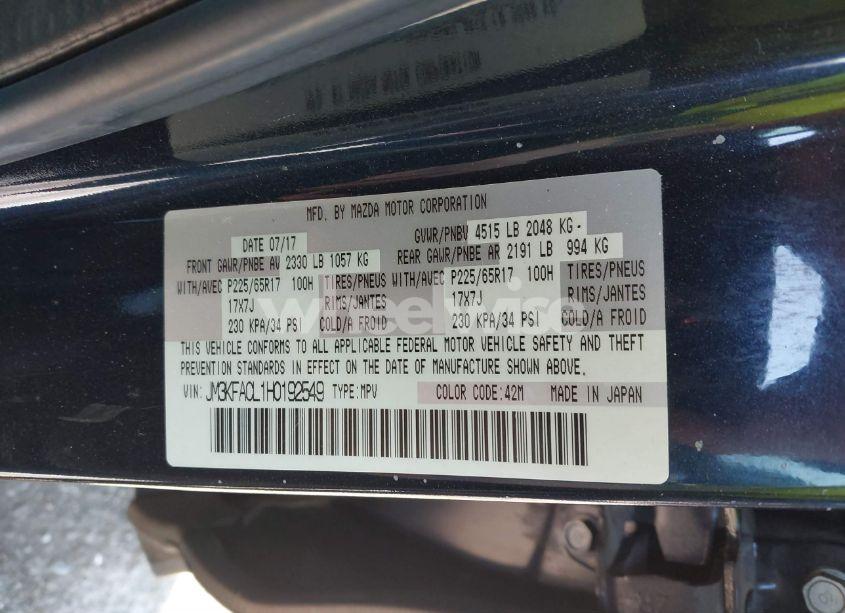 MFD. BY MAZDA MOTOR CORPORATION
DATE 07/17 GVWR/PNBV 4515 LB 2048 KG
FRONT GAWR/PNBE AV 2330 LB 1057 KG REAR GAWR/PNBE AR 2191 LB 994 KG
WITH/AVEC P225/65R17 100H TIRES/PNEUS WITH/AVEC P225/65R17 100H TIRES/PNEUS
17X7J RIMS/JANTES 17X7J RIMS/JANTES
230 KPA/34 PSI COLD/A FROID 230 KPA/34 PSI COLD/A FROID
wheelwise
THIS VEHICLE CONFORMS TO ALL APPLICABLE FEDERAL MOTOR VEHICLE SAFETY AND THEFT
PREVENTION STANDARDS IN EFFECT ON THE DATE OF MANUFACTURE SHOWN ABOVE.
VIN: JM3KFACL1H0192549 TYPE:MPV COLOR CODE:42M MADE IN JAPAN